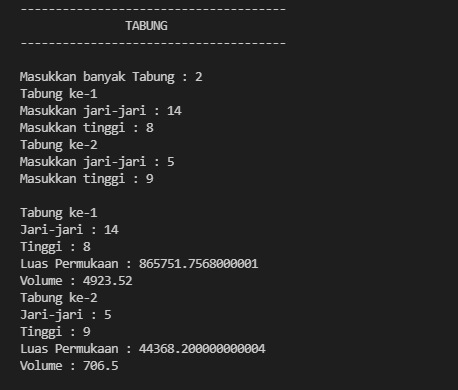 --------------------------------------
TABUNG
--------------------------------------
Masukkan banyak Tabung : 2
Tabung ke-1
Masukkan jari-jari : 14
Masukkan tinggi : 8
Tabung ke-2
Masukkan jari-jari : 5
Masukkan tinggi : 9
Tabung ke-1
Jari-jari : 14
Tinggi : 8
Luas Permukaan : 865751.7568000001
Volume : 4923.52
Tabung ke-2
Jari-jari : 5
Tinggi : 9
Luas Permukaan : 44368.200000000004
Volume : 706.5